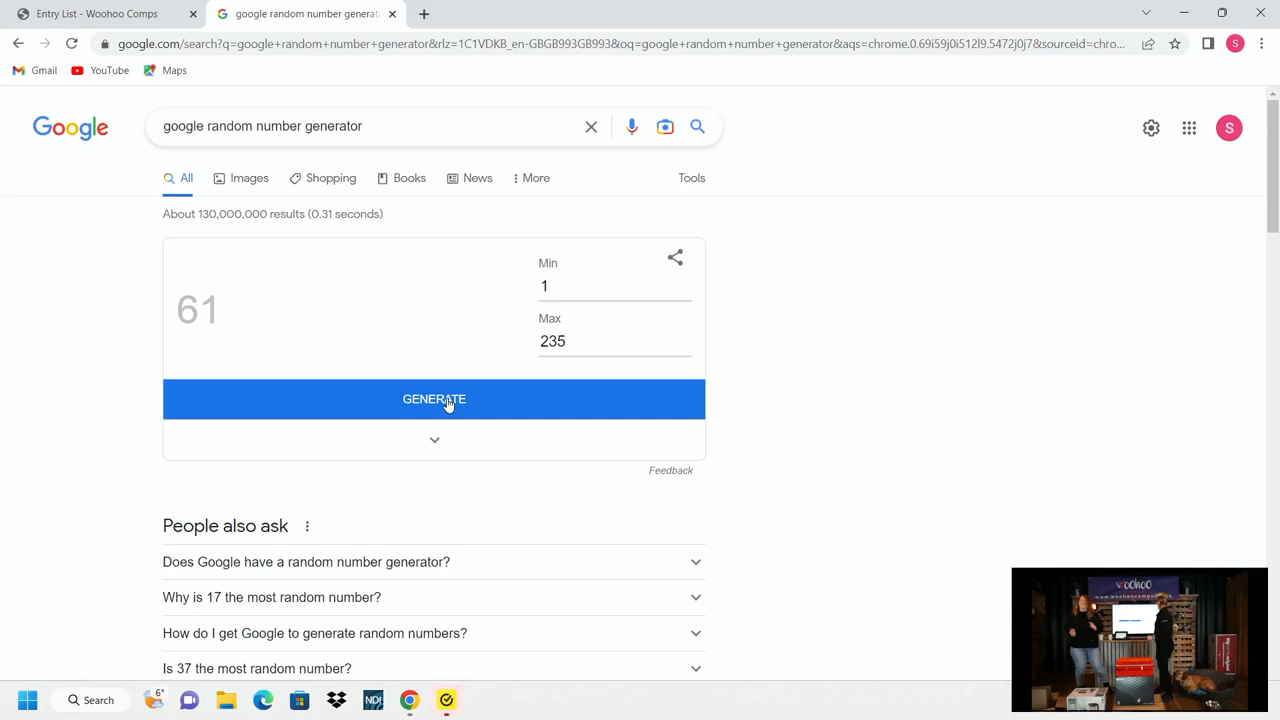 Entry List - Woohoo Comps
google random number generat
google.com/search?q=google+random+number+generator&rlz=1C1VDKB_en-GBGB993GB993&oq=google+random+number+generator&aqs=chrome.0.69i59j0i512l9.5472j0j7&sourceid=chro...
S
Gmail
YouTube
Maps
Google
google random number generator
S
All
Images
Shopping
Books
News
More
Tools
About 130,000,000 results (0.31 seconds)
61
Min
1
Max
235
GENERATE
Feedback
People also ask
Does Google have a random number generator?
Why is 17 the most random number?
How do I get Google to generate random numbers?
Is 37 the most random number?
woohoo
6°
Search
NDI